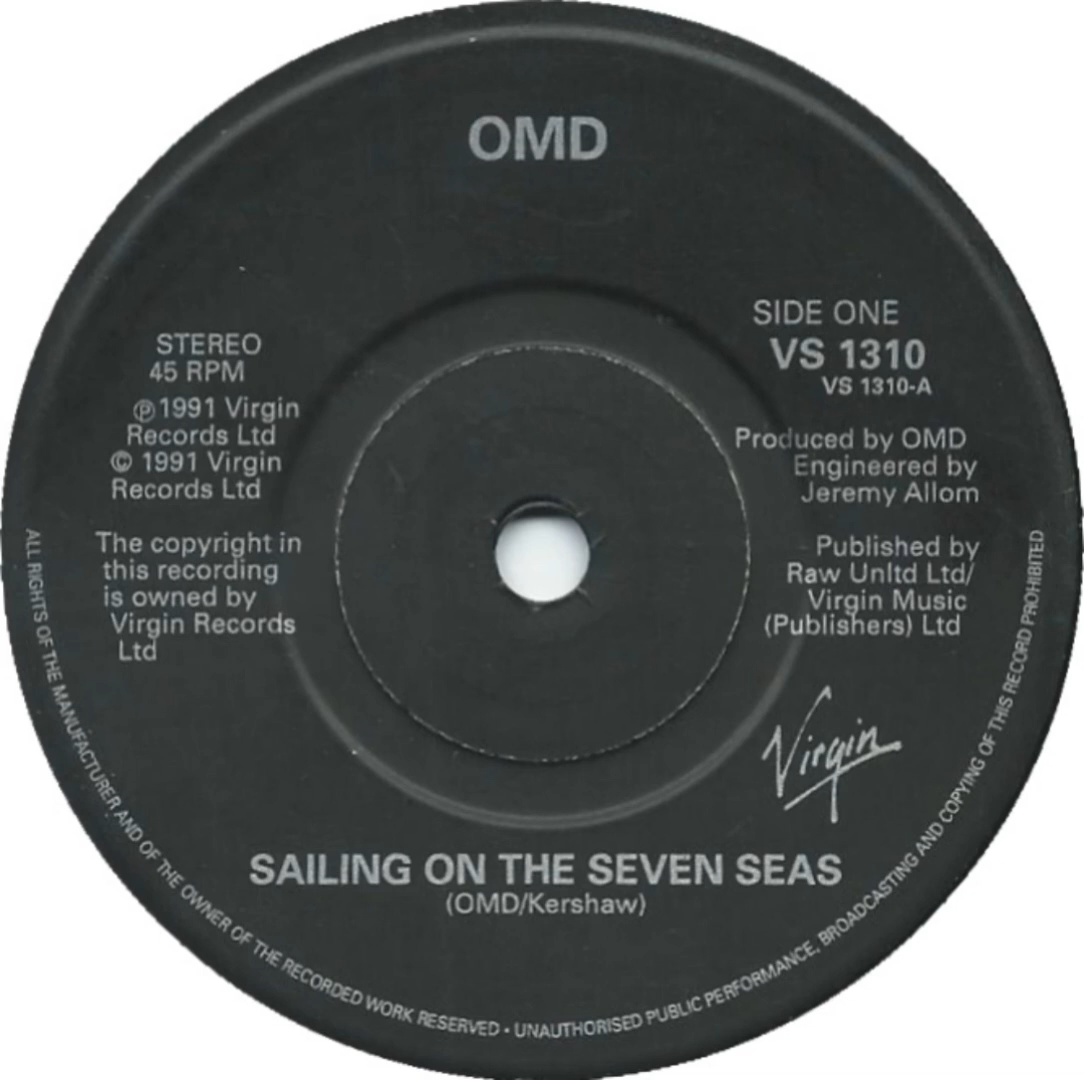 OMD
STEREO
45 RPM
℗ 1991 Virgin
Records Ltd
© 1991 Virgin
Records Ltd
The copyright in
this recording
is owned by
Virgin Records
Ltd
SIDE ONE
VS 1310
VS 1310-A
Produced by OMD
Engineered by
Jeremy Allom
Published by
Raw Unltd Ltd/
Virgin Music
(Publishers) Ltd
Virgin
SAILING ON THE SEVEN SEAS
(OMD/Kershaw)
ALL RIGHTS OF THE MANUFACTURER AND OF THE OWNER OF THE RECORDED WORK RESERVED • UNAUTHORISED PUBLIC PERFORMANCE, BROADCASTING AND COPYING OF THIS RECORD PROHIBITED